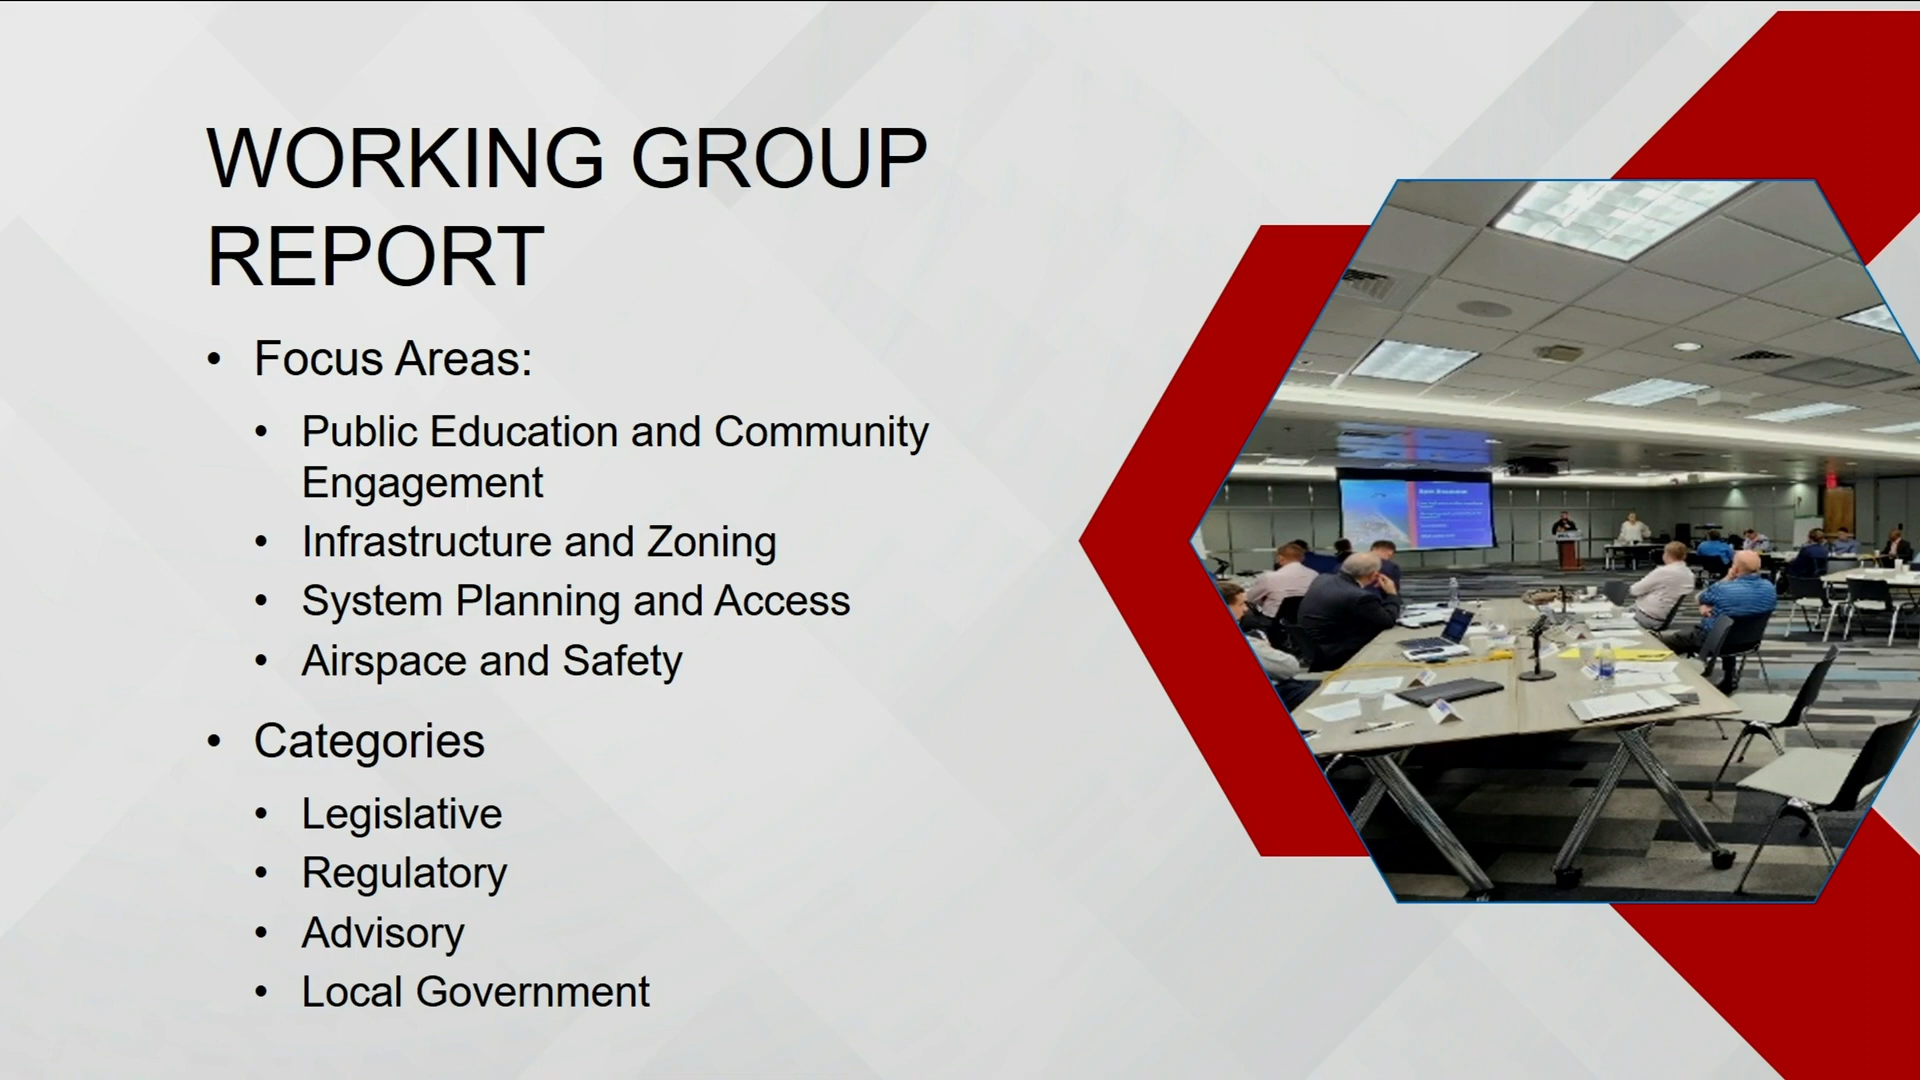 WORKING GROUP
REPORT
• Focus Areas:
• Public Education and Community
Engagement
• Infrastructure and Zoning
• System Planning and Access
• Airspace and Safety
• Categories
• Legislative
• Regulatory
• Advisory
• Local Government